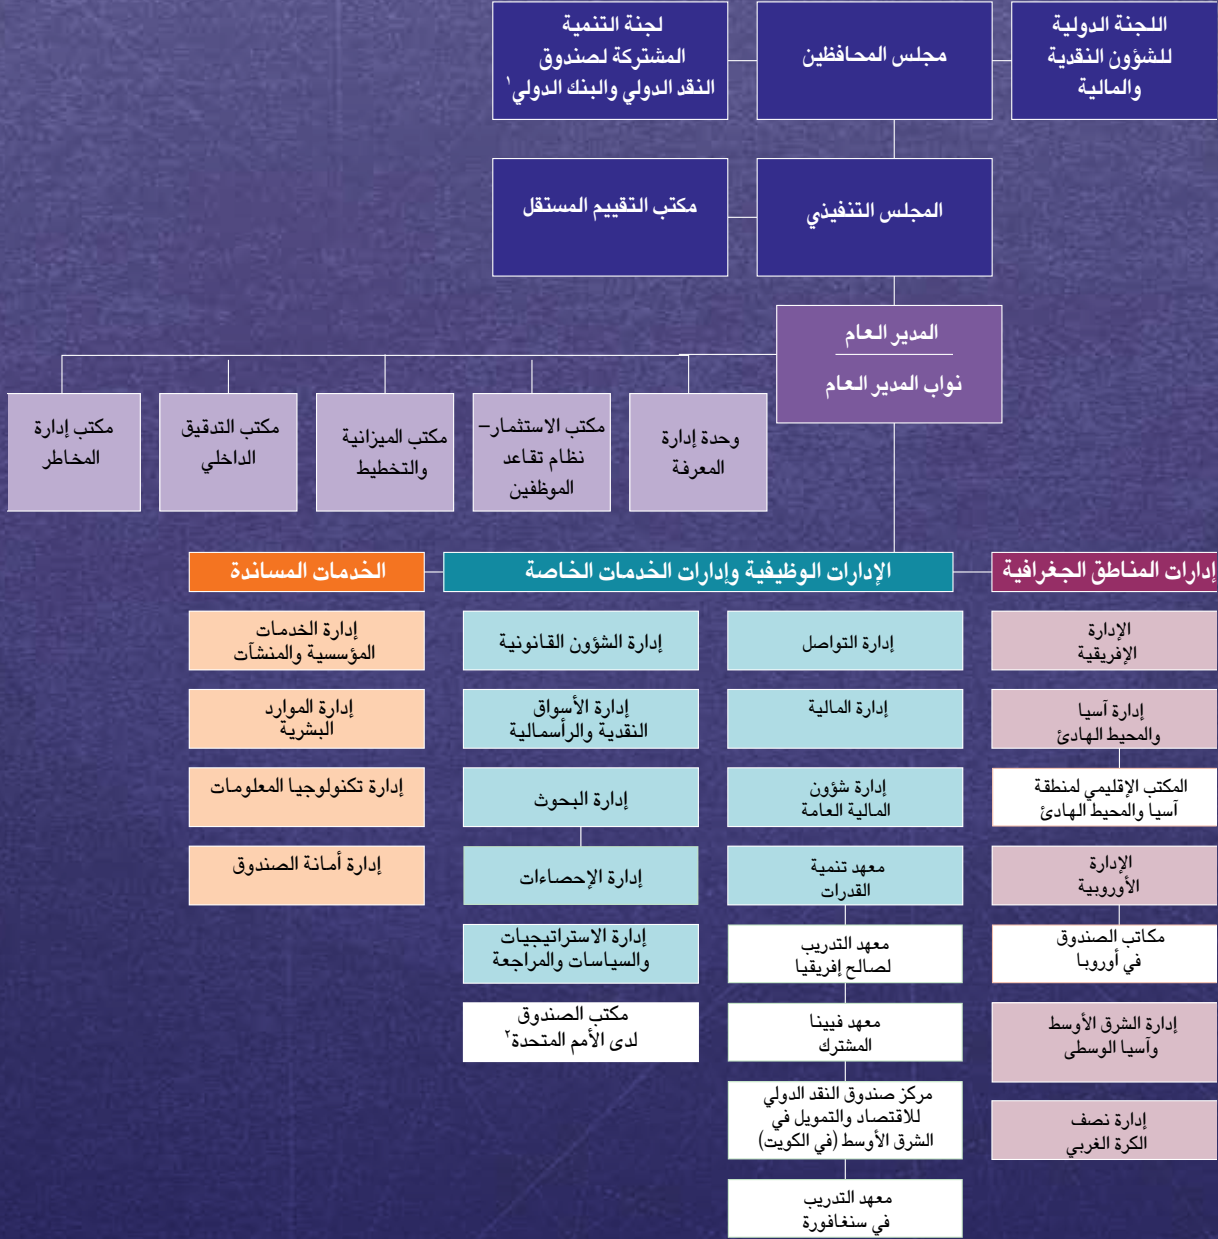 اللجنة الدولية
للشؤون النقدية
والمالية
مجلس المحافظين
لجنة التنمية
المشتركة لصندوق
النقد الدولي والبنك الدولي١
المجلس التنفيذي
مكتب التقييم المستقل
المدير العام
نواب المدير العام
وحدة إدارة
المعرفة
مكتب الاستثمار–
نظام تقاعد
الموظفين
مكتب الميزانية
والتخطيط
مكتب التدقيق
الداخلي
مكتب إدارة
المخاطر
إدارات المناطق الجغرافية
الإدارة
الإفريقية
إدارة آسيا
والمحيط الهادئ
المكتب الإقليمي لمنطقة
آسيا والمحيط الهادئ
الإدارة
الأوروبية
مكاتب الصندوق
في أوروبا
إدارة الشرق الأوسط
وآسيا الوسطى
إدارة نصف
الكرة الغربي
الإدارات الوظيفية وإدارات الخدمات الخاصة
إدارة التواصل
إدارة المالية
إدارة شؤون
المالية العامة
معهد تنمية
القدرات
معهد التدريب
لصالح إفريقيا
معهد فيينا
المشترك
مركز صندوق النقد الدولي
للاقتصاد والتمويل في
الشرق الأوسط (في الكويت)
معهد التدريب
في سنغافورة
إدارة الشؤون القانونية
إدارة الأسواق
النقدية والرأسمالية
إدارة البحوث
إدارة الإحصاءات
إدارة الاستراتيجيات
والسياسات والمراجعة
مكتب الصندوق
لدى الأمم المتحدة٢
الخدمات المساندة
إدارة الخدمات
المؤسسية والمنشآت
إدارة الموارد
البشرية
إدارة تكنولوجيا المعلومات
إدارة أمانة الصندوق